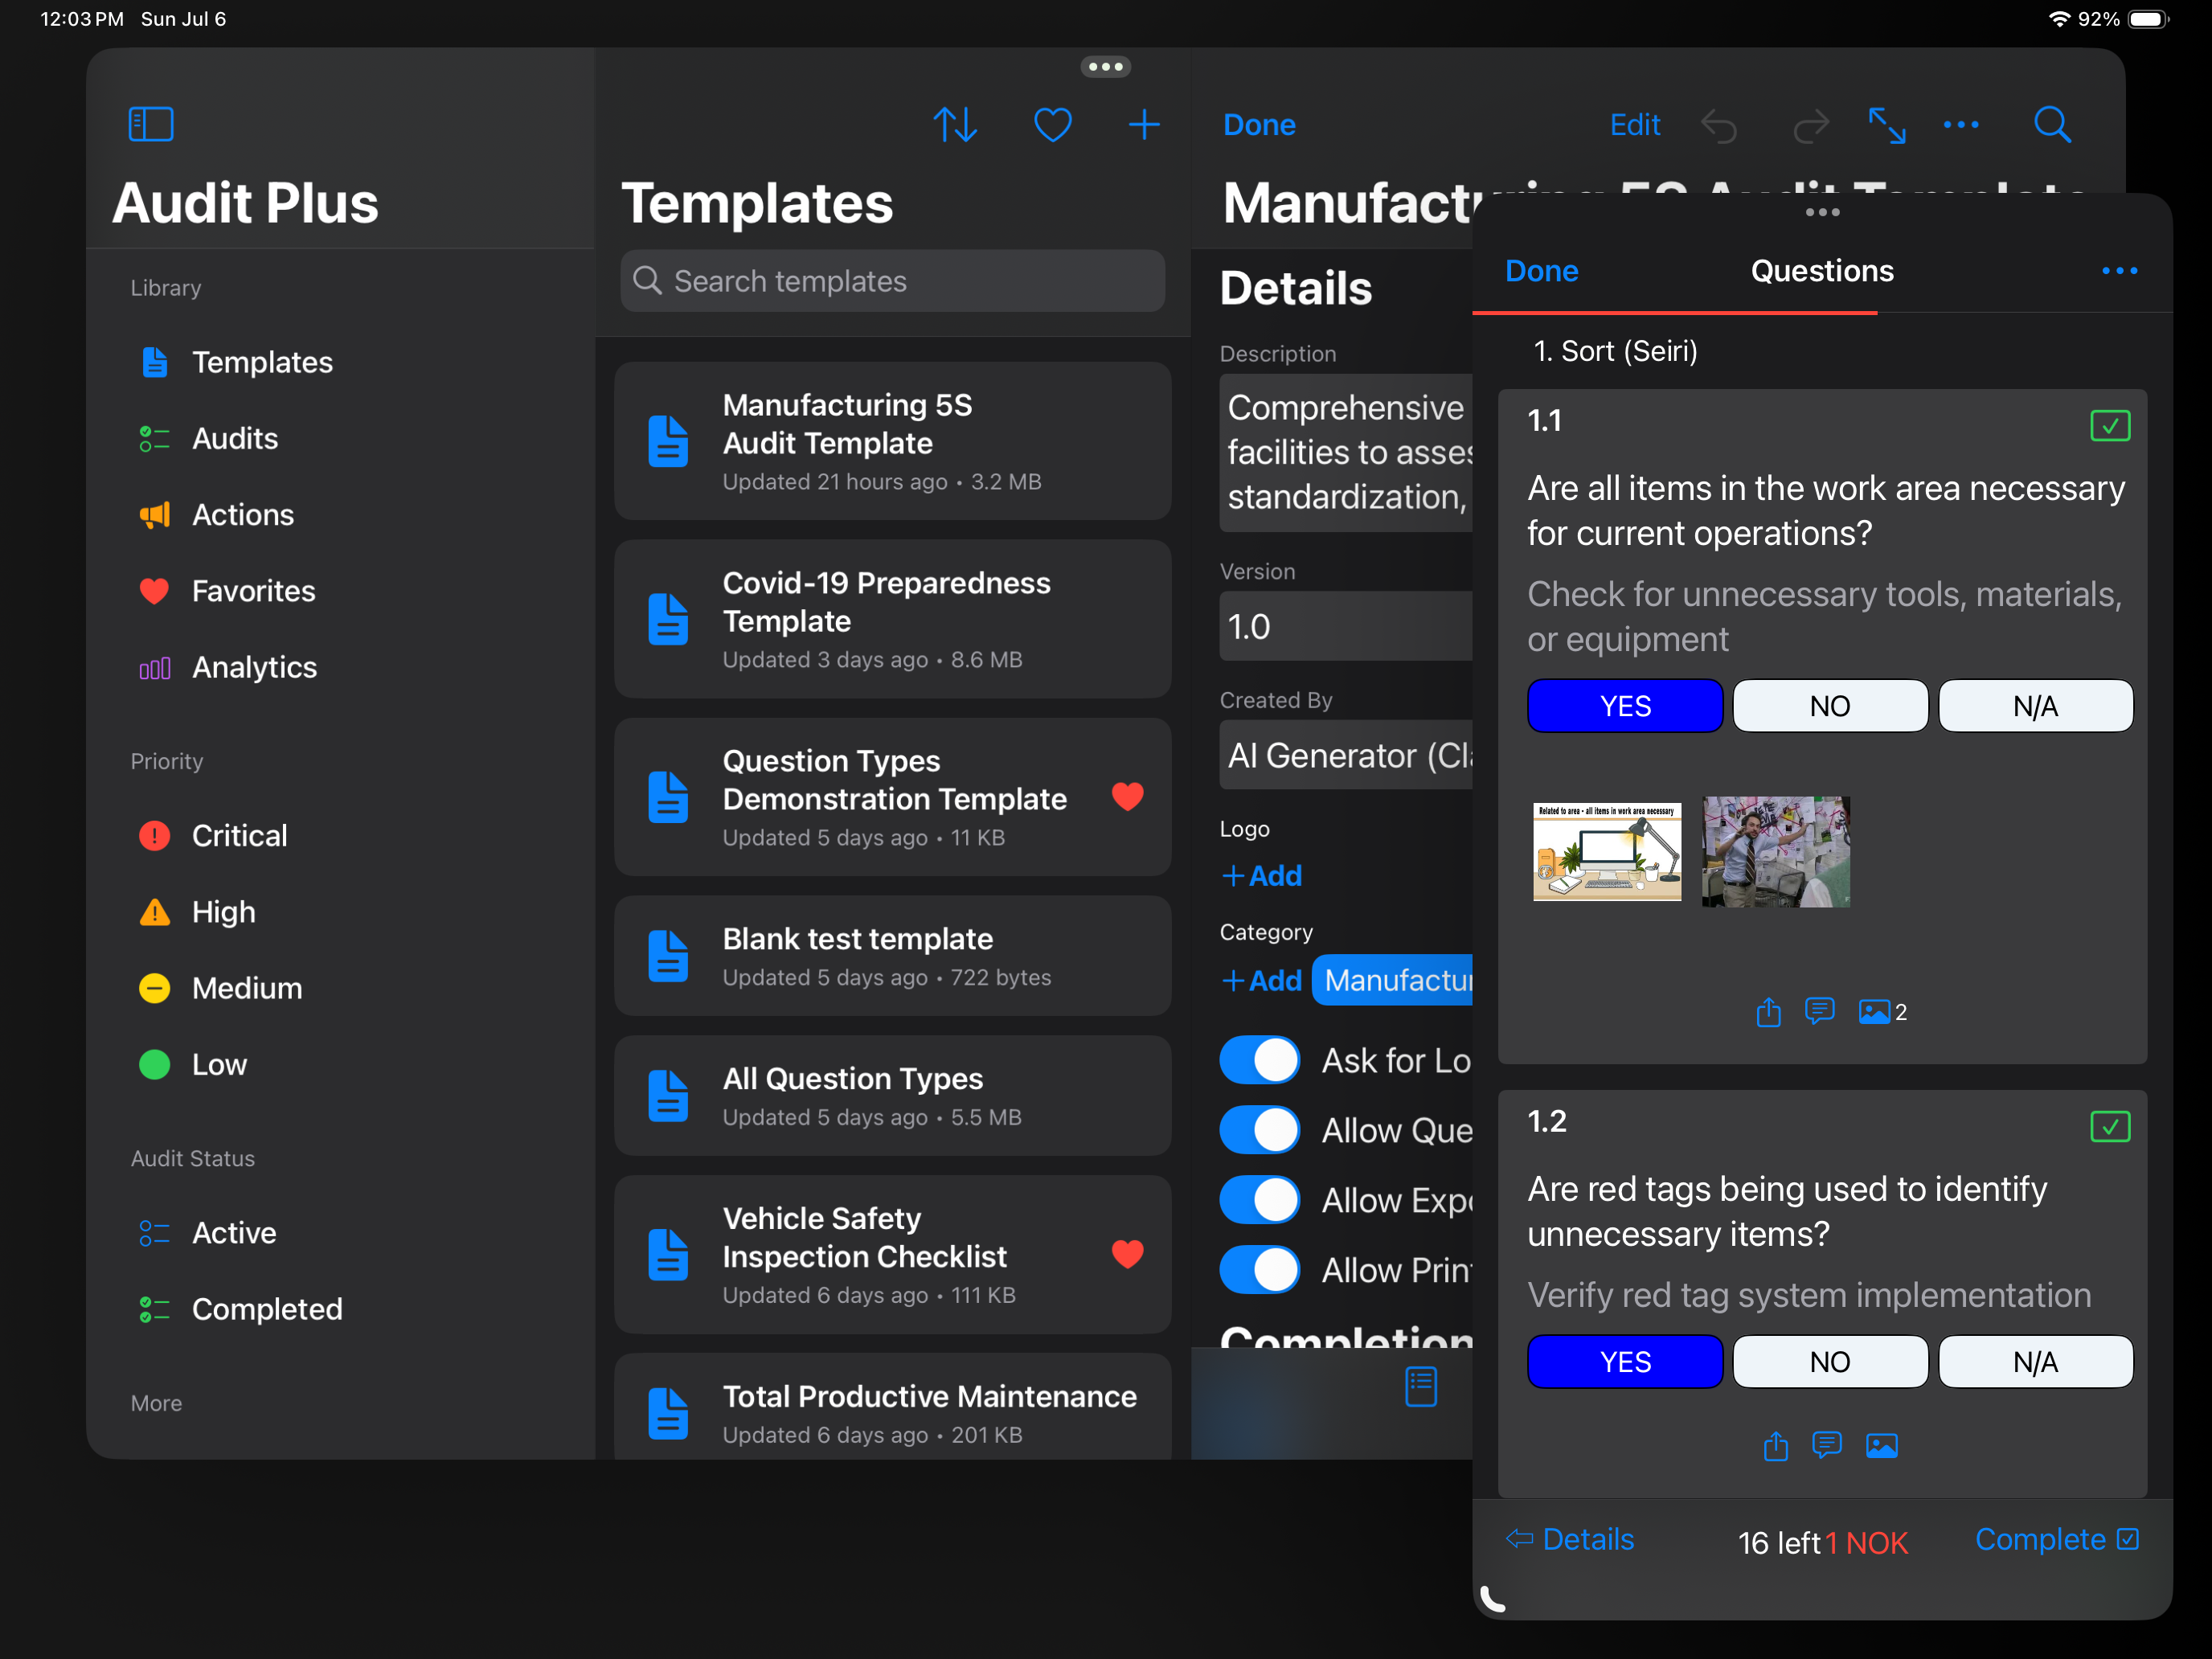 12:03 PM Sun Jul 6
92%
Audit Plus
Library
Templates
Audits
Actions
Favorites
Analytics
Priority
Critical
High
Medium
Low
Audit Status
Active
Completed
More
Templates
Search templates
Manufacturing 5S
Audit Template
Updated 21 hours ago • 3.2 MB
Covid-19 Preparedness
Template
Updated 3 days ago • 8.6 MB
Question Types
Demonstration Template
Updated 5 days ago • 11 KB
Blank test template
Updated 5 days ago • 722 bytes
All Question Types
Updated 5 days ago • 5.5 MB
Vehicle Safety
Inspection Checklist
Updated 6 days ago • 111 KB
Total Productive Maintenance
Updated 6 days ago • 201 KB
Done
Edit
Manufacturing 5S Audit Template
Details
Description
Comprehensive
facilities to asses
standardization,
Version
1.0
Created By
AI Generator (Cla
Logo
+ Add
Category
+ Add Manufactur
Ask for Lo
Allow Que
Allow Expo
Allow Print
Completion
Done Questions
1. Sort (Seiri)
1.1
Are all items in the work area necessary
for current operations?
Check for unnecessary tools, materials,
or equipment
YES NO N/A
Related to area - all items in work area necessary
2
1.2
Are red tags being used to identify
unnecessary items?
Verify red tag system implementation
YES NO N/A
Details 16 left 1 NOK Complete